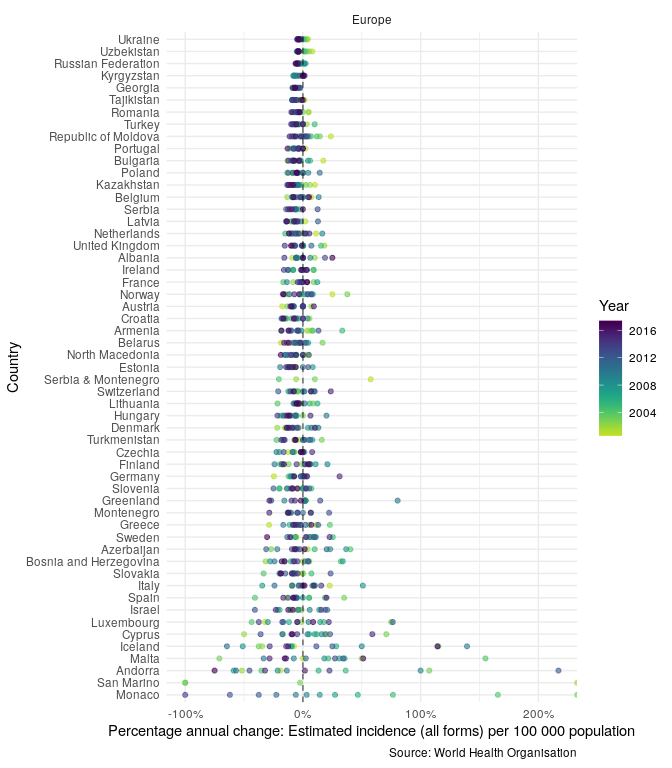 Europe
Ukraine
Uzbekistan
Russian Federation
Kyrgyzstan
Georgia
Tajikistan
Romania
Turkey
Republic of Moldova
Portugal
Bulgaria
Poland
Kazakhstan
Belgium
Serbia
Latvia
Netherlands
United Kingdom
Albania
Ireland
France
Norway
Austria
Croatia
Armenia
Belarus
North Macedonia
Estonia
Serbia & Montenegro
Switzerland
Lithuania
Hungary
Denmark
Turkmenistan
Czechia
Finland
Germany
Slovenia
Greenland
Montenegro
Greece
Sweden
Azerbaijan
Bosnia and Herzegovina
Slovakia
Italy
Spain
Israel
Luxembourg
Cyprus
Iceland
Malta
Andorra
San Marino
Monaco
Country
-100% 0% 100% 200%
Percentage annual change: Estimated incidence (all forms) per 100 000 population
Source: World Health Organisation
Year
2016
2012
2008
2004